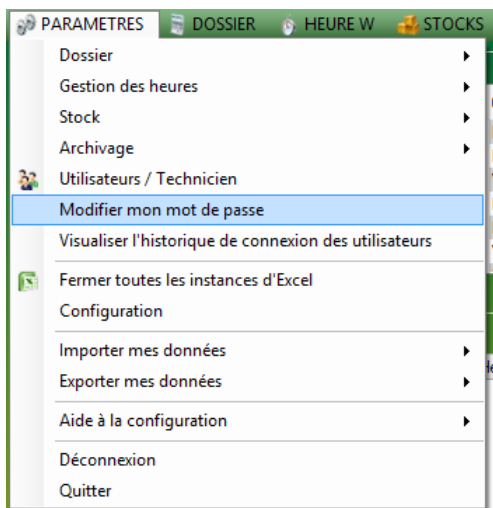 PARAMETRES DOSSIER HEURE W STOCKS
Dossier
Gestion des heures
Stock
Archivage
Utilisateurs / Technicien
Modifier mon mot de passe
Visualiser l'historique de connexion des utilisateurs
Fermer toutes les instances d'Excel
Configuration
Importer mes données
Exporter mes données
Aide à la configuration
Déconnexion
Quitter